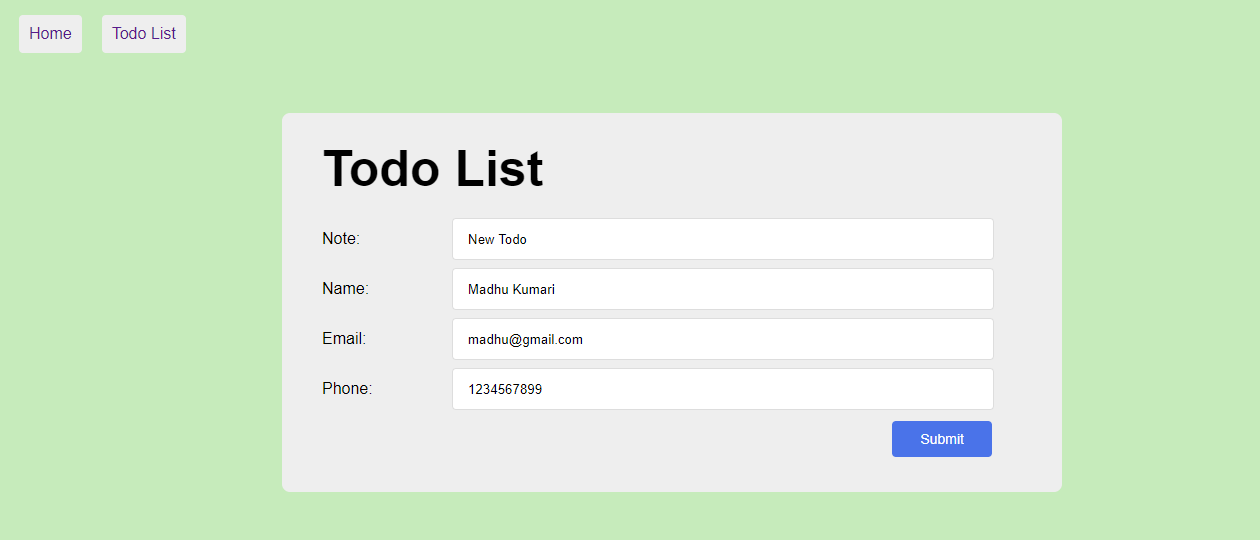 Home Todo List
Todo List
Note: New Todo
Name: Madhu Kumari
Email: madhu@gmail.com
Phone: 1234567899
Submit